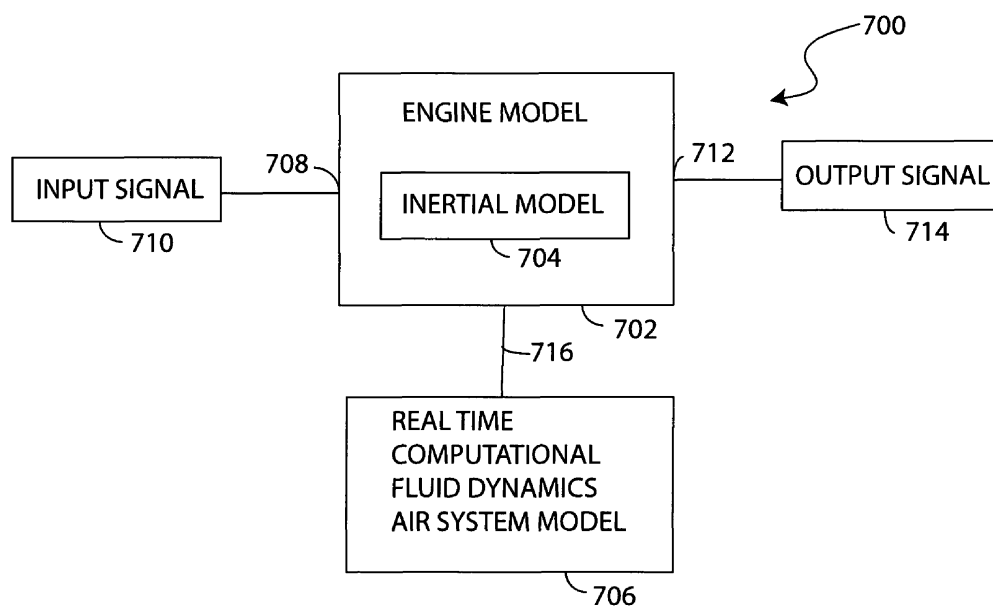 700
ENGINE MODEL
708
712
INPUT SIGNAL
INERTIAL MODEL
OUTPUT SIGNAL
710
704
714
702
716
REAL TIME
COMPUTATIONAL
FLUID DYNAMICS
AIR SYSTEM MODEL
706